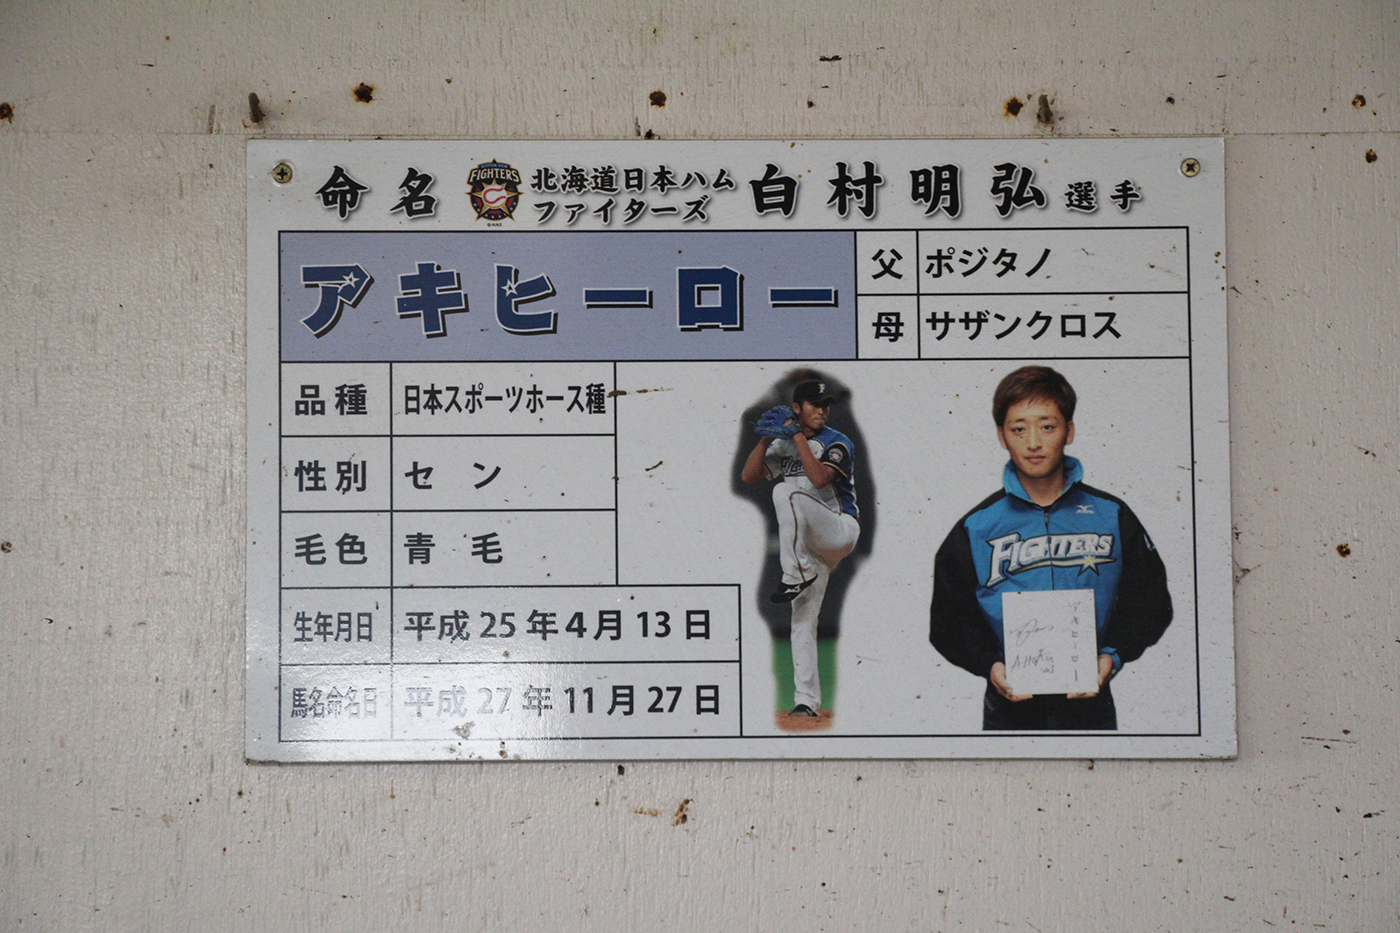 命名 FIGHTERS 北海道日本ハム
ファイターズ 白村明弘 選手
アキヒーロー
父 ポジタノ
母 サザンクロス
品種 日本スポーツホース種
性別 セン
毛色 青毛
生年月日 平成25年4月13日
馬名命名日 平成27年11月27日
FIGHTERS
アキヒーロー